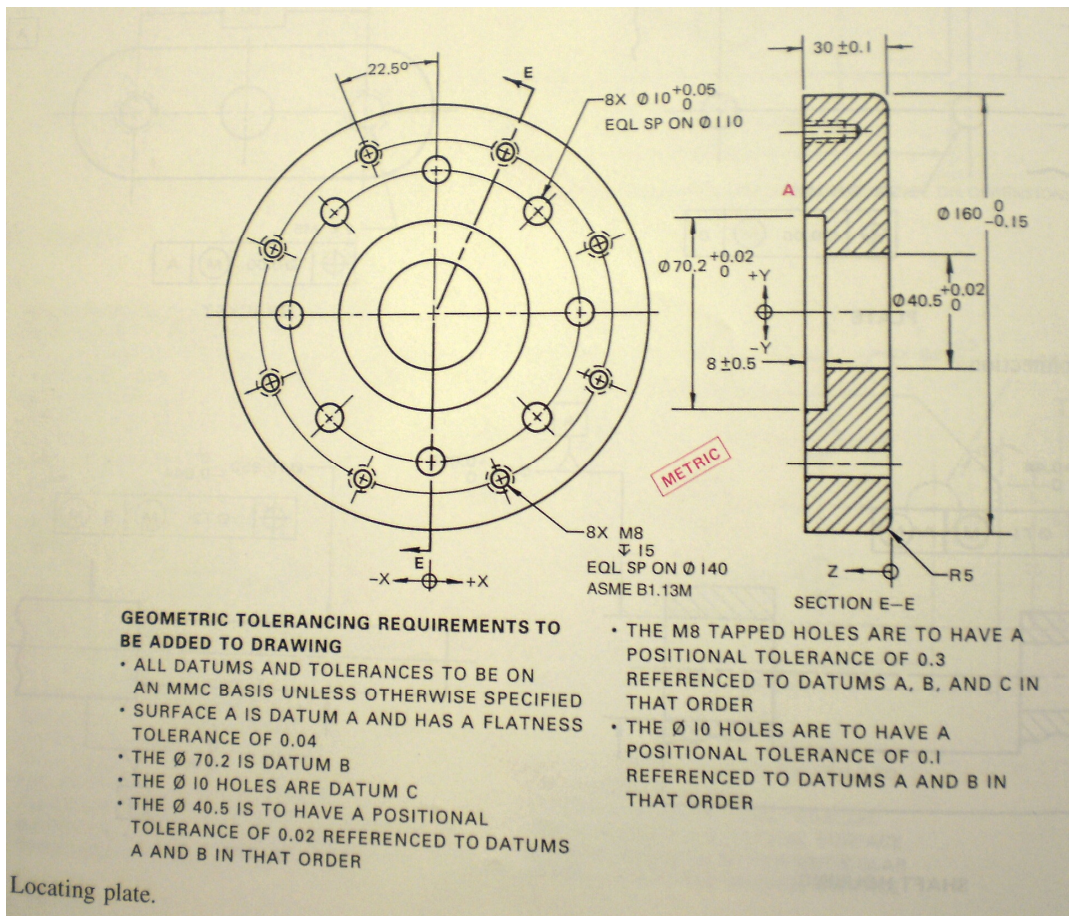 22.5°
E
8X Ø10 +0.05 0
EQL SP ON Ø110
30 ±0.1
A
Ø160 0 -0.15
Ø70.2 +0.02 0
+Y
-Y
Ø40.5 +0.02 0
8 ±0.5
METRIC
8X M8
↧ 15
EQL SP ON Ø140
ASME B1.13M
E
-X +X
Z
R5
SECTION E-E
GEOMETRIC TOLERANCING REQUIREMENTS TO
BE ADDED TO DRAWING
• ALL DATUMS AND TOLERANCES TO BE ON
AN MMC BASIS UNLESS OTHERWISE SPECIFIED
• SURFACE A IS DATUM A AND HAS A FLATNESS
TOLERANCE OF 0.04
• THE Ø 70.2 IS DATUM B
• THE Ø 10 HOLES ARE DATUM C
• THE Ø 40.5 IS TO HAVE A POSITIONAL
TOLERANCE OF 0.02 REFERENCED TO DATUMS
A AND B IN THAT ORDER
• THE M8 TAPPED HOLES ARE TO HAVE A
POSITIONAL TOLERANCE OF 0.3
REFERENCED TO DATUMS A, B, AND C IN
THAT ORDER
• THE Ø 10 HOLES ARE TO HAVE A
POSITIONAL TOLERANCE OF 0.1
REFERENCED TO DATUMS A AND B IN
THAT ORDER
Locating plate.